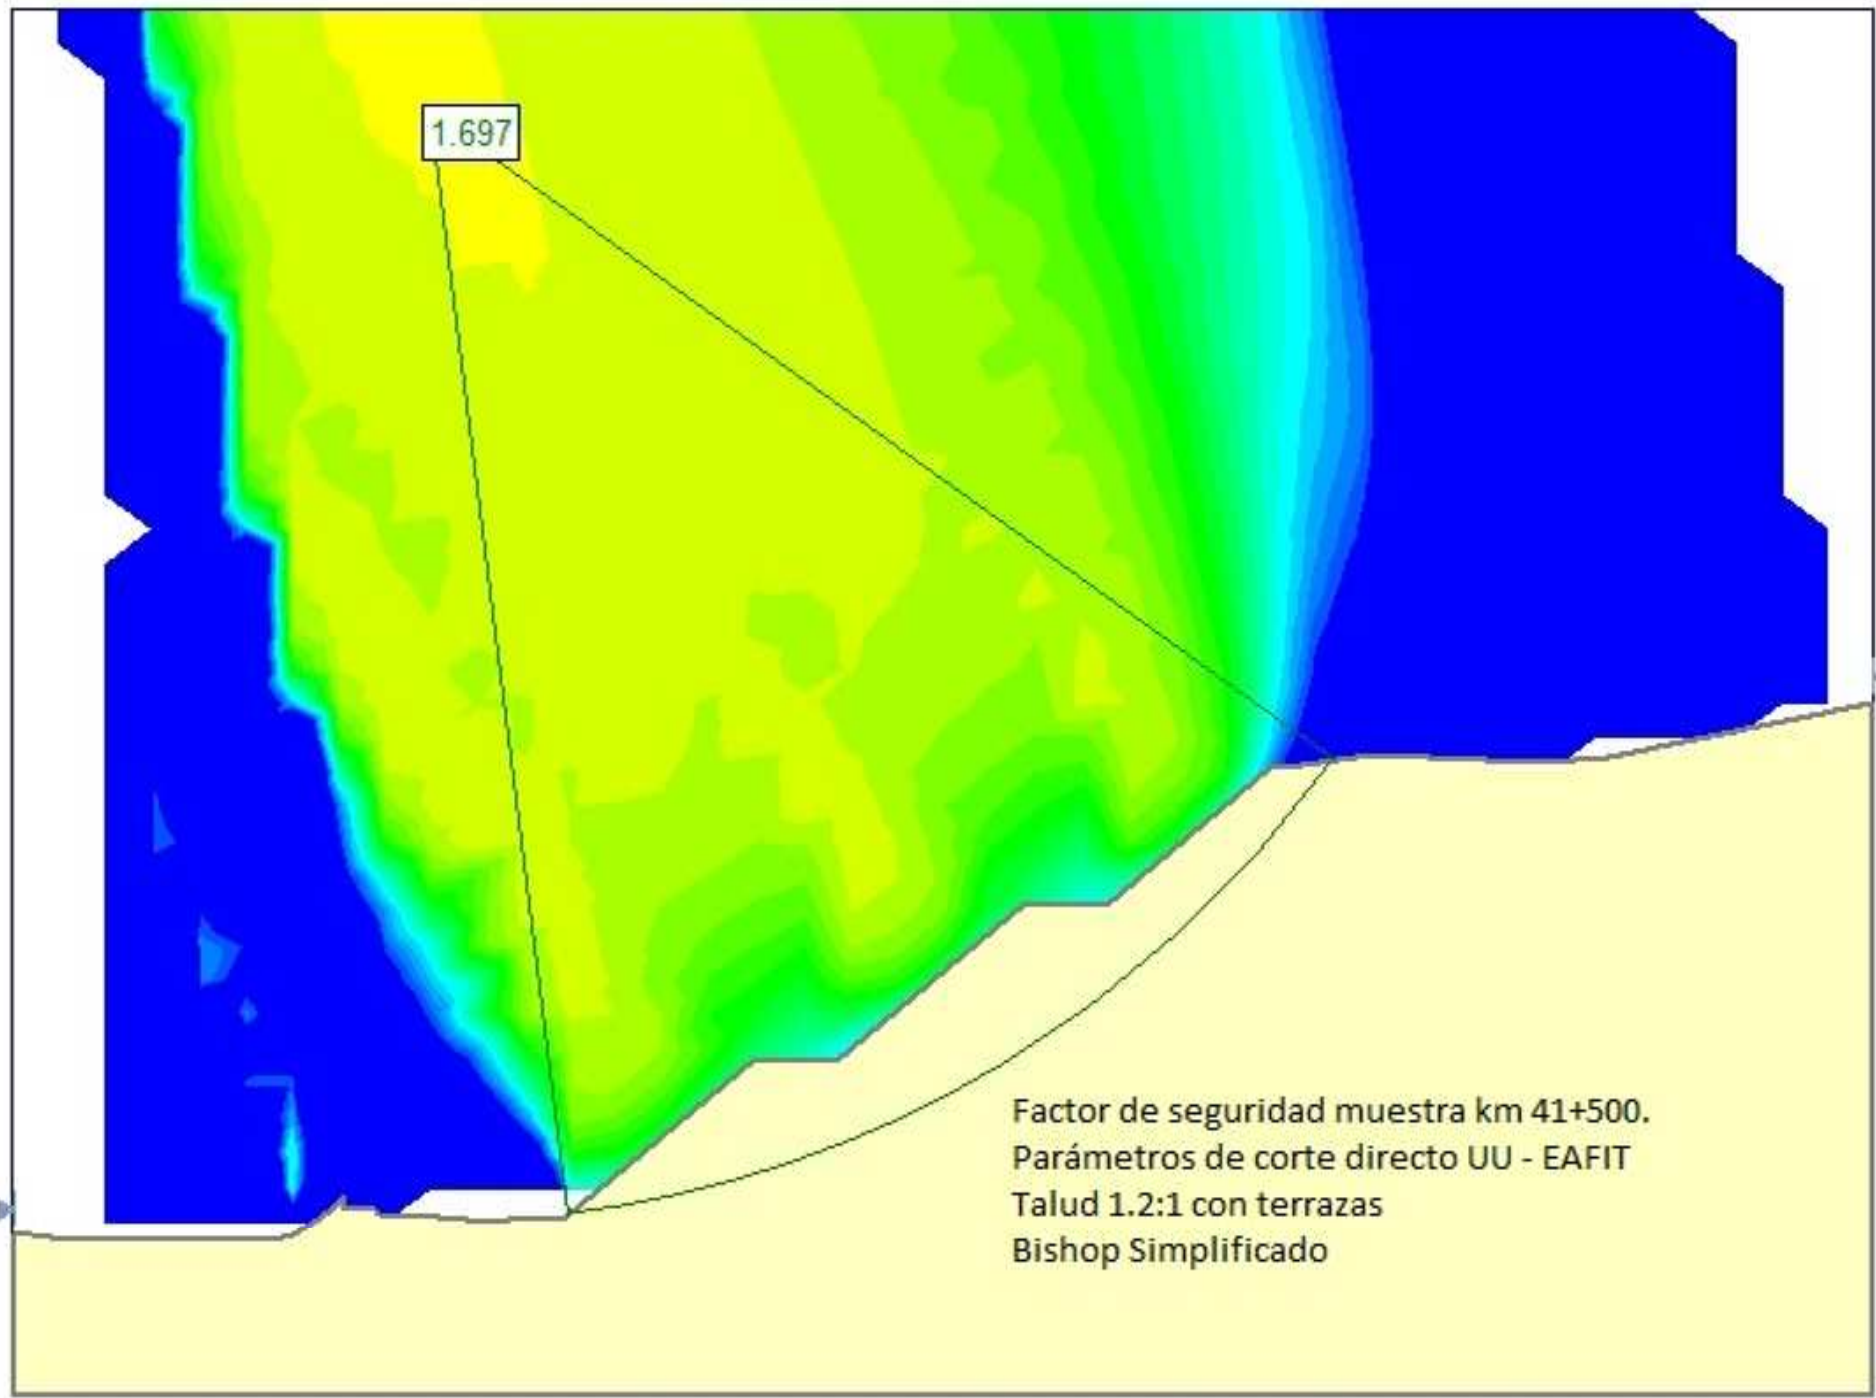 1.697
Factor de seguridad muestra km 41+500.
Parámetros de corte directo UU - EAFIT
Talud 1.2:1 con terrazas
Bishop Simplificado